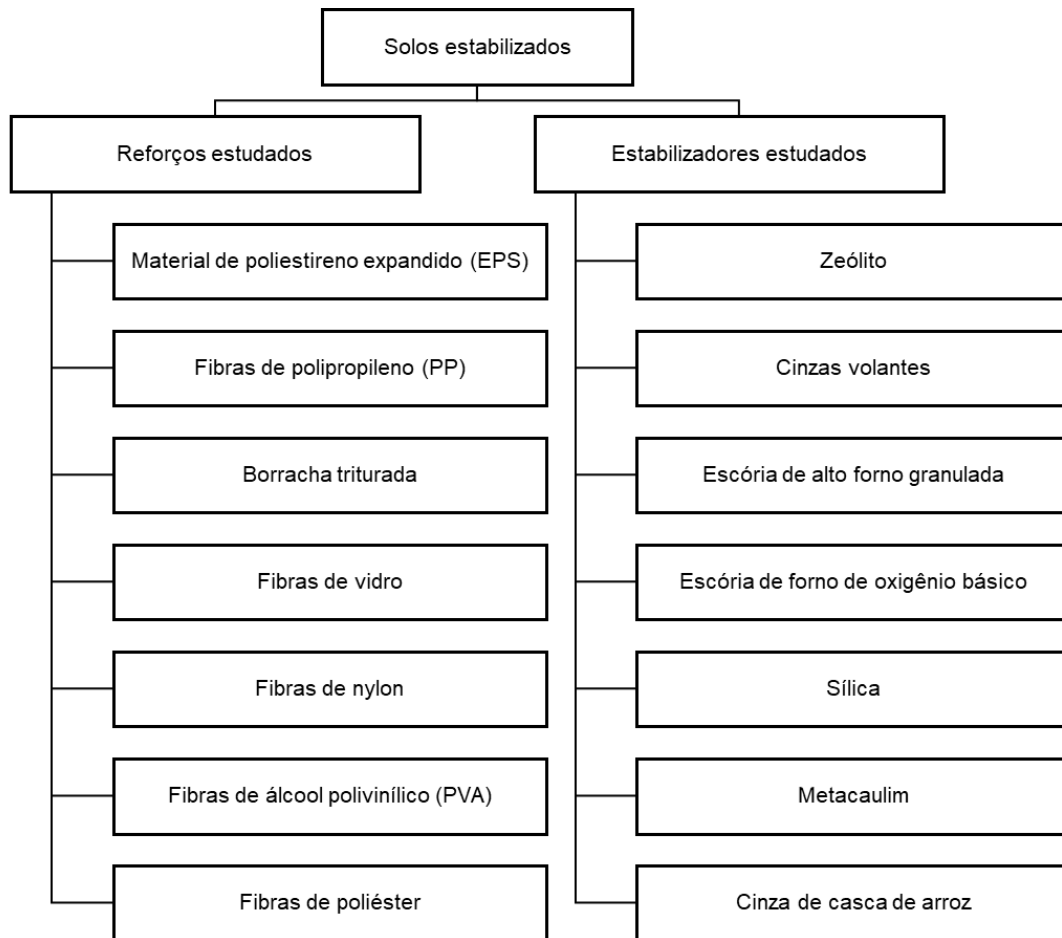 Solos estabilizados
Reforços estudados
Estabilizadores estudados
Material de poliestireno expandido (EPS)
Zeólito
Fibras de polipropileno (PP)
Cinzas volantes
Borracha triturada
Escória de alto forno granulada
Fibras de vidro
Escória de forno de oxigênio básico
Fibras de nylon
Sílica
Fibras de álcool polivinílico (PVA)
Metacaulim
Fibras de poliéster
Cinza de casca de arroz